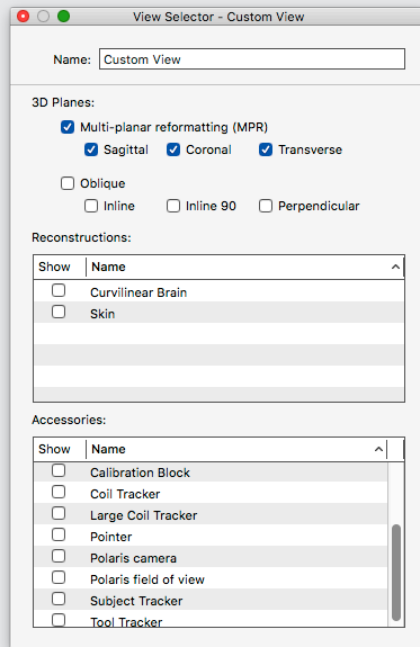 View Selector - Custom View
Name: Custom View
3D Planes:
Multi-planar reformatting (MPR)
Sagittal Coronal Transverse
Oblique
Inline Inline 90 Perpendicular
Reconstructions:
Show Name
Curvilinear Brain
Skin
Accessories:
Show Name
Calibration Block
Coil Tracker
Large Coil Tracker
Pointer
Polaris camera
Polaris field of view
Subject Tracker
Tool Tracker